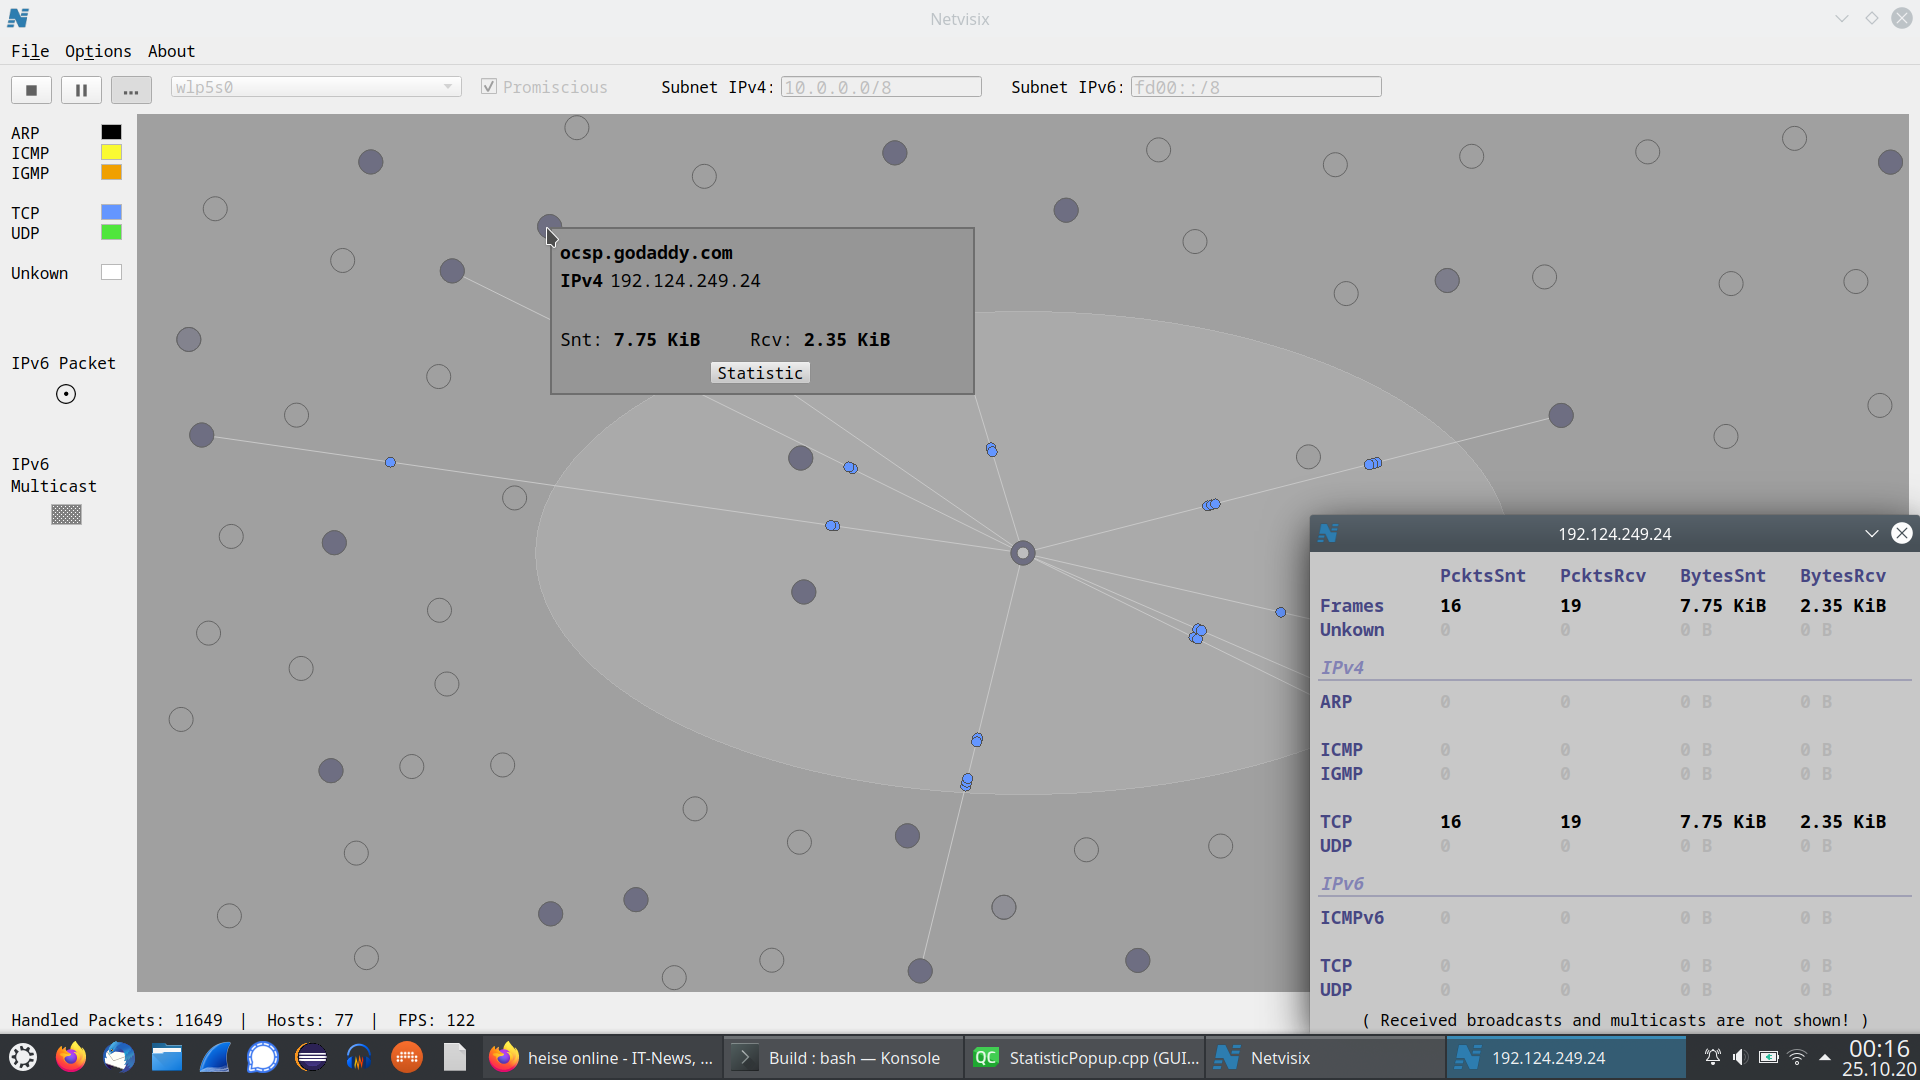 Netvisix
File Options About
wlp5s0 Promiscious Subnet IPv4: 10.0.0.0/8 Subnet IPv6: fd00::/8
ARP
ICMP
IGMP
TCP
UDP
Unkown
IPv6 Packet
IPv6
Multicast
ocsp.godaddy.com
IPv4 192.124.249.24
Snt: 7.75 KiB Rcv: 2.35 KiB
Statistic
192.124.249.24
PcktsSnt PcktsRcv BytesSnt BytesRcv
Frames 16 19 7.75 KiB 2.35 KiB
Unkown 0 0 0 B 0 B
IPv4
ARP 0 0 0 B 0 B
ICMP 0 0 0 B 0 B
IGMP 0 0 0 B 0 B
TCP 16 19 7.75 KiB 2.35 KiB
UDP 0 0 0 B 0 B
IPv6
ICMPv6 0 0 0 B 0 B
TCP 0 0 0 B 0 B
UDP 0 0 0 B 0 B
( Received broadcasts and multicasts are not shown! )
Handled Packets: 11649 | Hosts: 77 | FPS: 122
heise online - IT-News, ... Build : bash — Konsole QC StatisticPopup.cpp (GUI... Netvisix 192.124.249.24 00:16
25.10.20